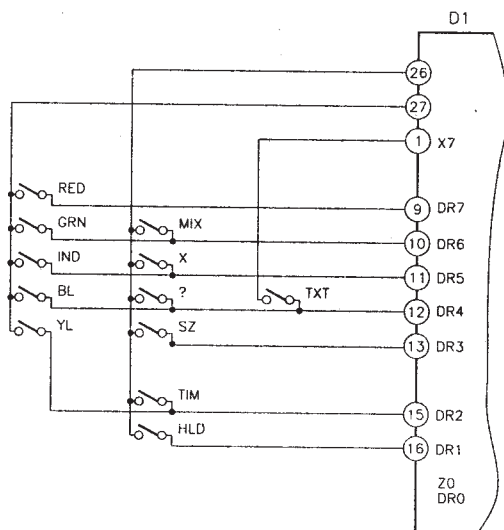 D1
26
27
1 X7
RED
9 DR7
GRN MIX
10 DR6
IND X
11 DR5
BL ? TXT
12 DR4
YL SZ
13 DR3
TIM
15 DR2
HLD
16 DR1
Z0
DR0